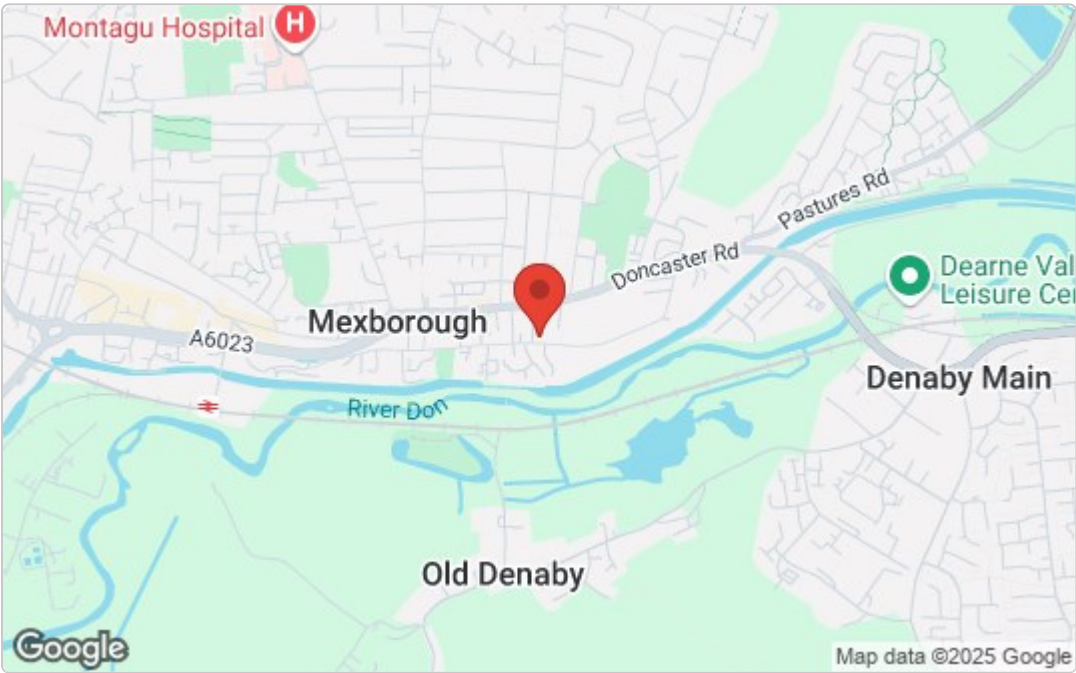 Montagu Hospital
H
Pastures Rd
Doncaster Rd
Dearne Val
Leisure Cei
Mexborough
A6023
Denaby Main
River Don
Old Denaby
Google
Map data ©2025 Google